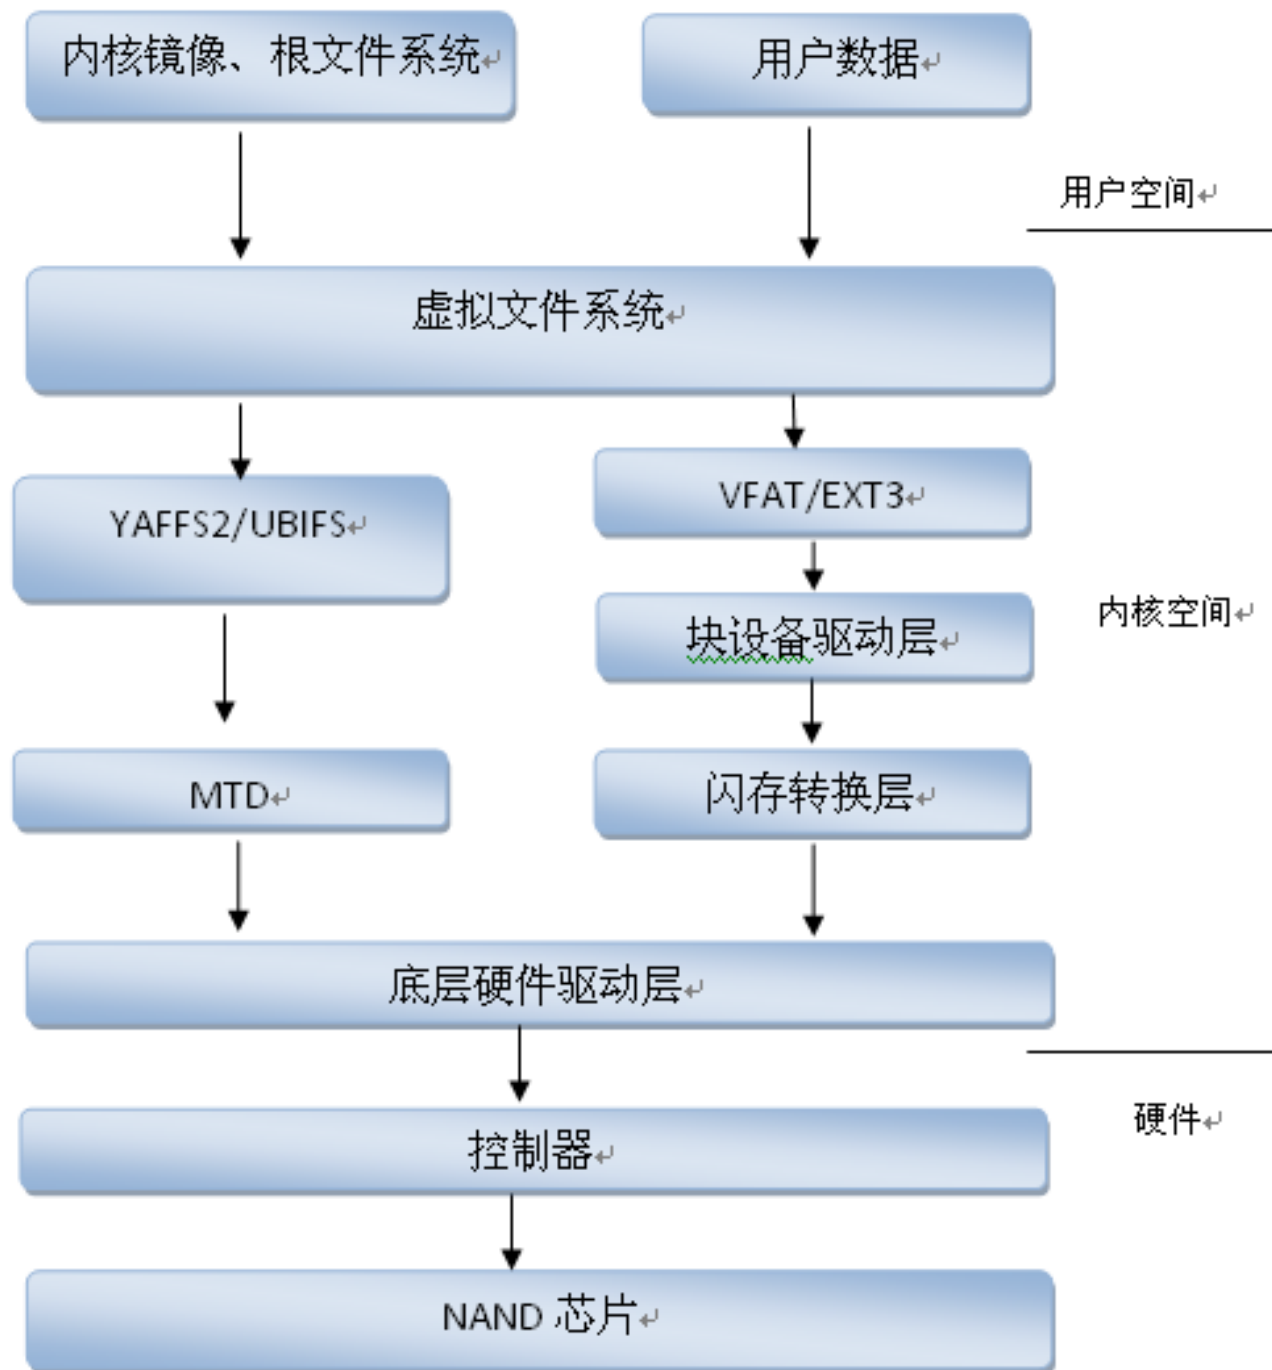 内核镜像、根文件系统
用户数据
用户空间
虚拟文件系统
YAFFS2/UBIFS
VFAT/EXT3
块设备驱动层
内核空间
MTD
闪存转换层
底层硬件驱动层
硬件
控制器
NAND 芯片